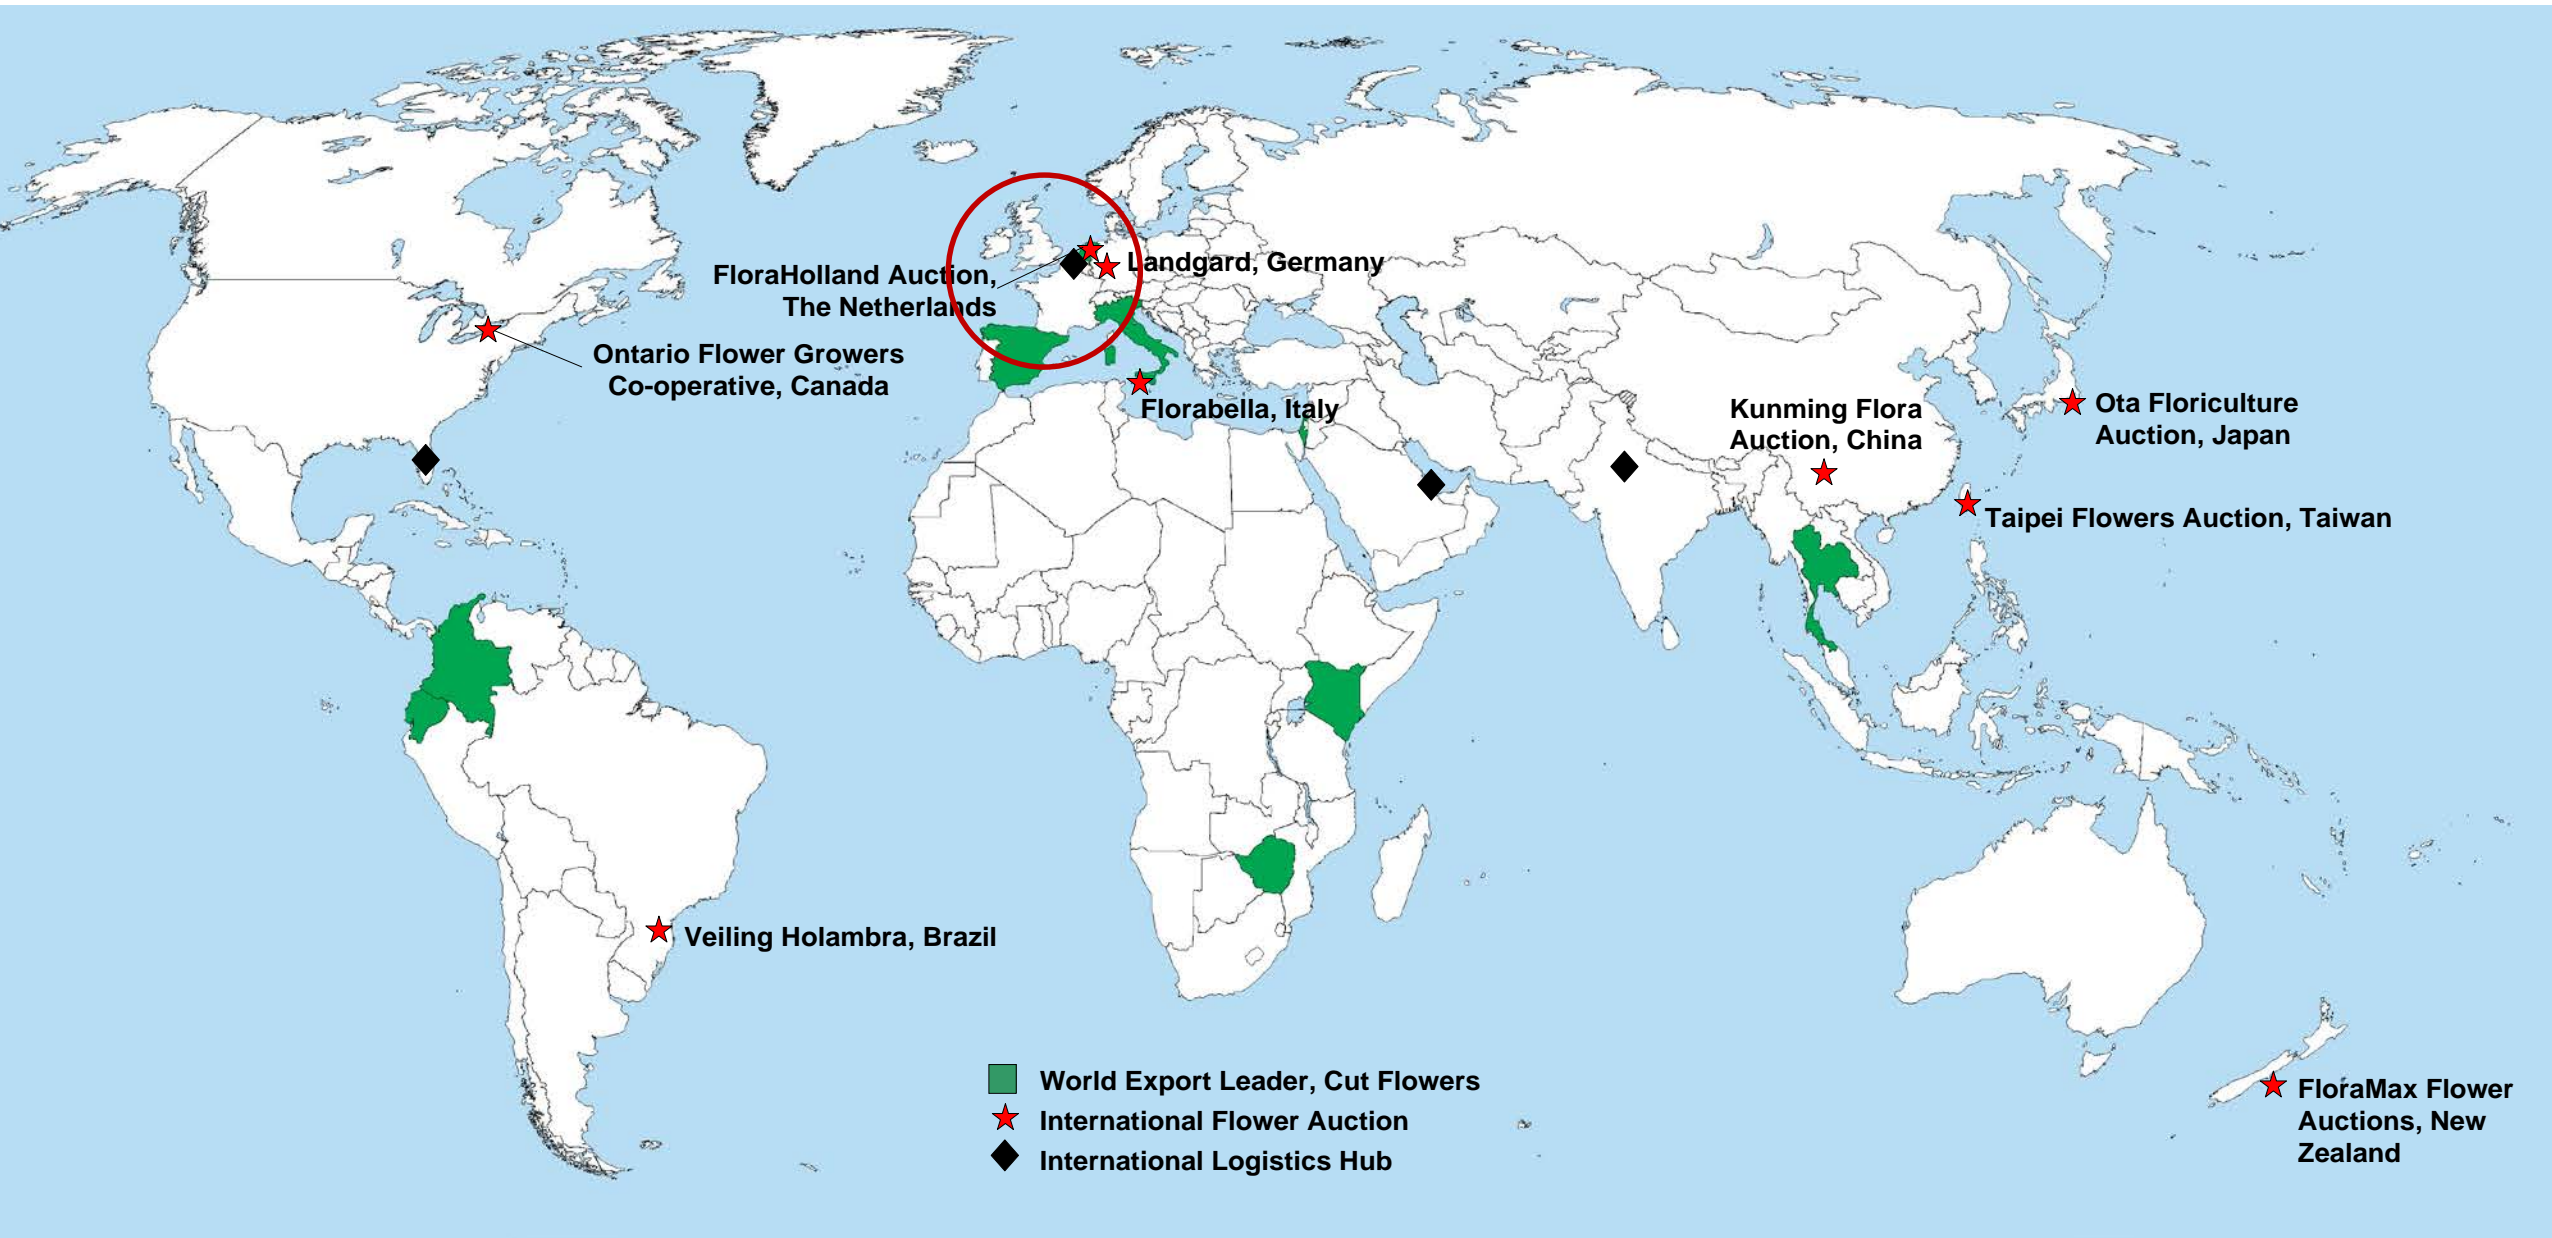 FloraHolland Auction,
The Netherlands
Landgard, Germany
Ontario Flower Growers
Co-operative, Canada
Florabella, Italy
Kunming Flora
Auction, China
Ota Floriculture
Auction, Japan
Taipei Flowers Auction, Taiwan
Veiling Holambra, Brazil
World Export Leader, Cut Flowers
International Flower Auction
International Logistics Hub
FloraMax Flower
Auctions, New
Zealand